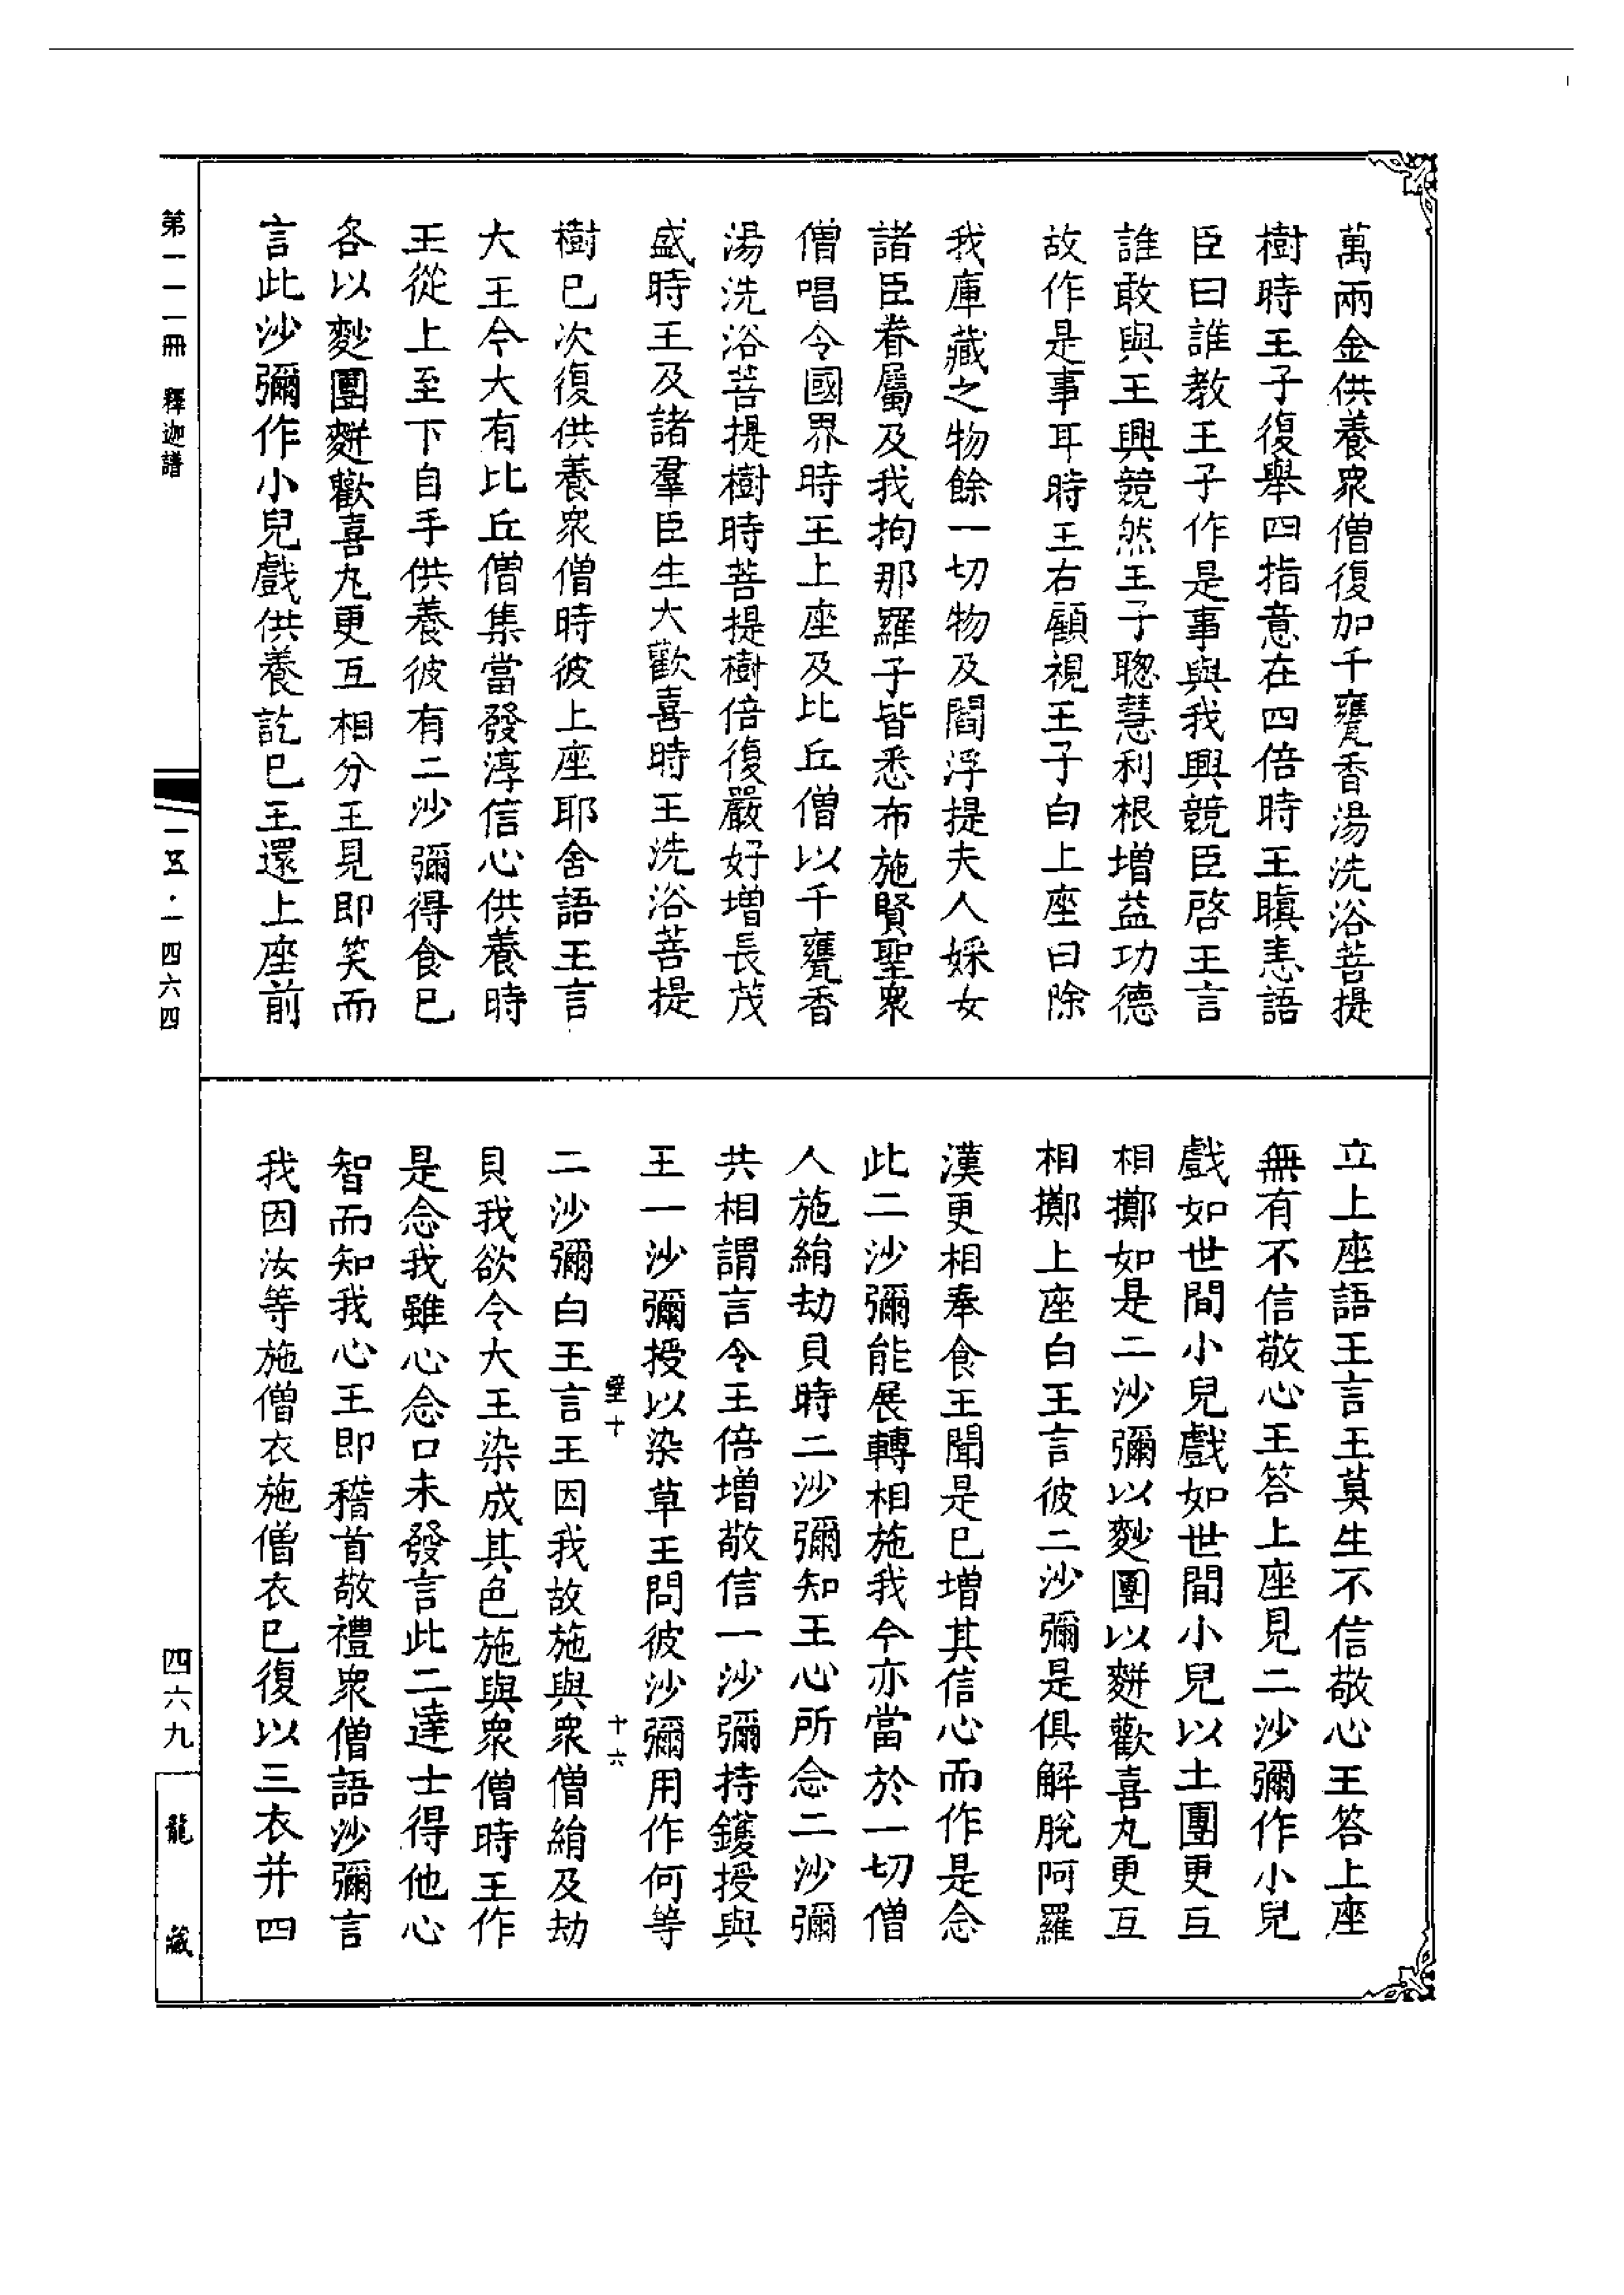 萬兩金供養衆僧復加千甕香湯洗浴菩提
樹時王子復舉四指意在四倍時王瞋恚語
臣曰誰教王子作是事與我興競臣啓王言
誰敢與王興競然王子聰慧利根增益功德
故作是事耳時王右顧視王子白上座曰除
我庫藏之物餘一切物及閻浮提夫人婇女
諸臣眷屬及我拘那羅子皆悉布施賢聖衆
僧唱令國界時王上座及比丘僧以千甕香
湯洗浴菩提樹時菩提樹倍復嚴好增長茂
盛時王及諸羣臣生大歡喜時王洗浴菩提
樹已次復供養衆僧時彼上座耶舍語王言
大王今大有比丘僧集當發淳信心供養時
王從上至下自手供養彼有二沙彌得食已
各以麨團麨歡喜丸更互相分王見即笑而
言此沙彌作小兒戲供養訖已王還上座前
立上座語王言王莫生不信敬心王答上座
無有不信敬心王答上座見二沙彌作小兒
戲如世間小兒戲如世間小兒以土團更互
相擲如是二沙彌以麨團以麨歡喜丸更互
相擲上座白王言彼二沙彌是俱解脫阿羅
漢更相奉食王聞是已增其信心而作是念
此二沙彌能展轉相施我今亦當於一切僧
人施絹劫貝時二沙彌知王心所念二沙彌
共相謂言令王倍增敬信一沙彌持鑊授與
王一沙彌授以染草王問彼沙彌用作何等
二沙彌白王言王因我故施與衆僧絹及劫
貝我欲令大王染成其色施與衆僧時王作
是念我雖心念口未發言此二達士得他心
智而知我心王即稽首敬禮衆僧語沙彌言
我因汝等施僧衣施僧衣已復以三衣并四
壁十
十六
第一一一冊 釋迦譜
一五·一四六四
四六九
龍藏